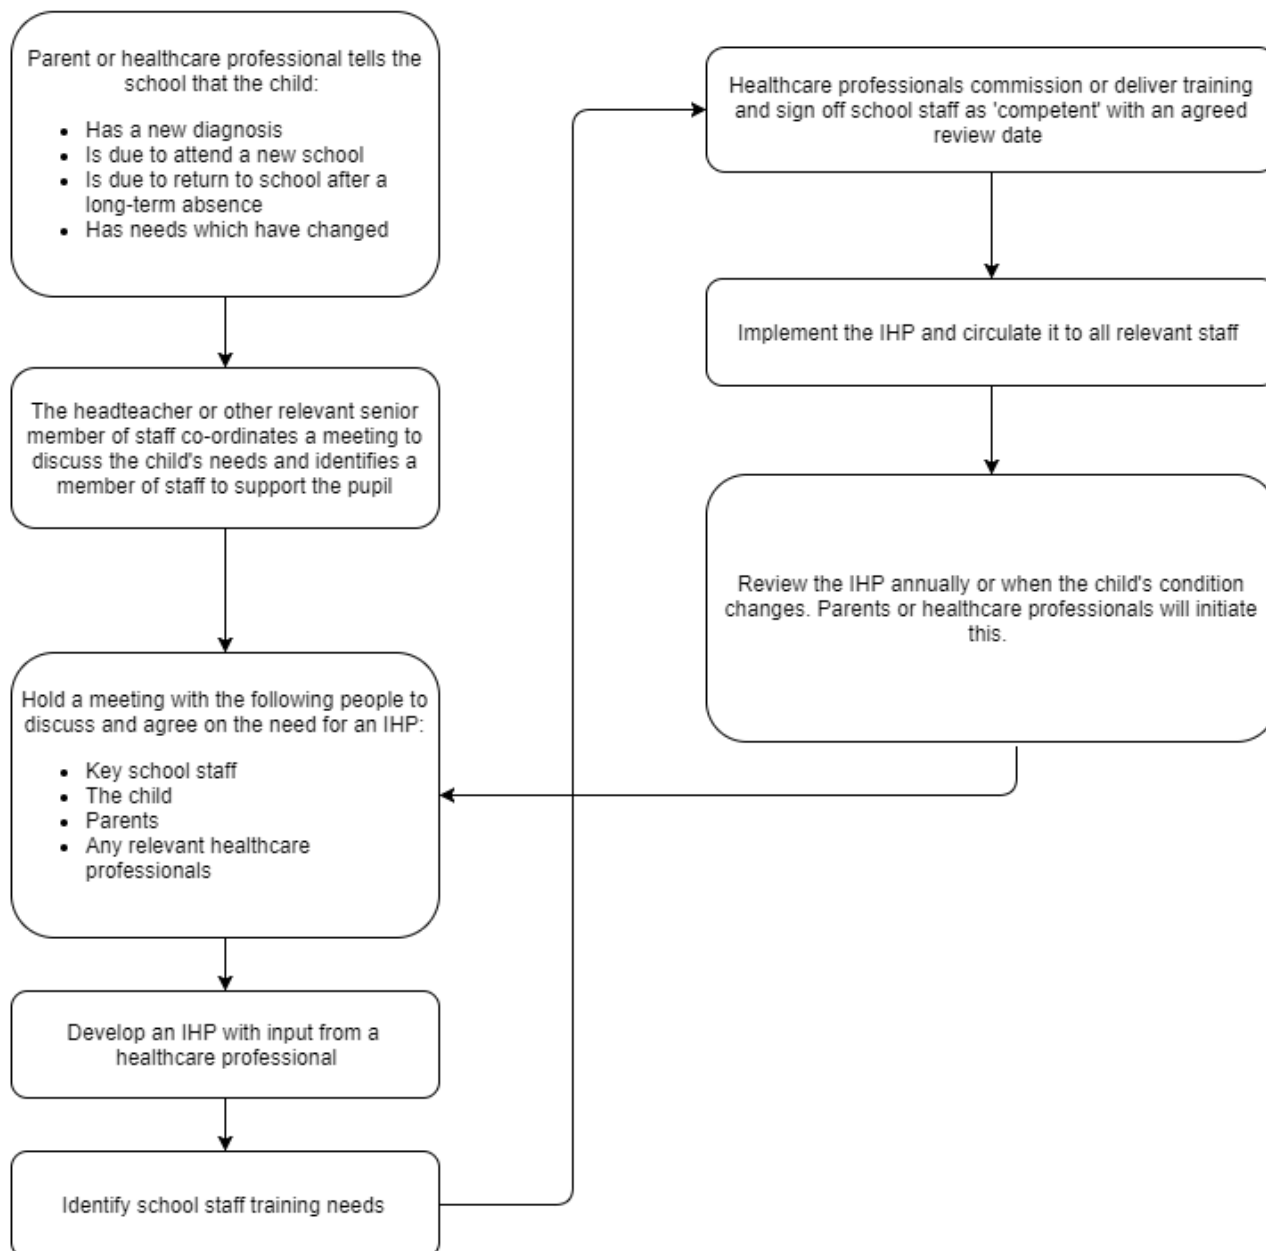 Parent or healthcare professional tells the
school that the child:
• Has a new diagnosis
• Is due to attend a new school
• Is due to return to school after a
long-term absence
• Has needs which have changed
The headteacher or other relevant senior
member of staff co-ordinates a meeting to
discuss the child's needs and identifies a
member of staff to support the pupil
Hold a meeting with the following people to
discuss and agree on the need for an IHP:
• Key school staff
• The child
• Parents
• Any relevant healthcare
professionals
Develop an IHP with input from a
healthcare professional
Identify school staff training needs
Healthcare professionals commission or deliver training
and sign off school staff as 'competent' with an agreed
review date
Implement the IHP and circulate it to all relevant staff
Review the IHP annually or when the child's condition
changes. Parents or healthcare professionals will initiate
this.